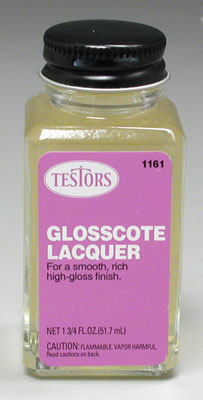 1161
TESTORS
GLOSSCOTE
LACQUER
For a smooth, rich
high-gloss finish.
NET 1 3/4 FL.OZ.(51.7 mL)
CAUTION: FLAMMABLE. VAPOR HARMFUL.
Read cautions on back.